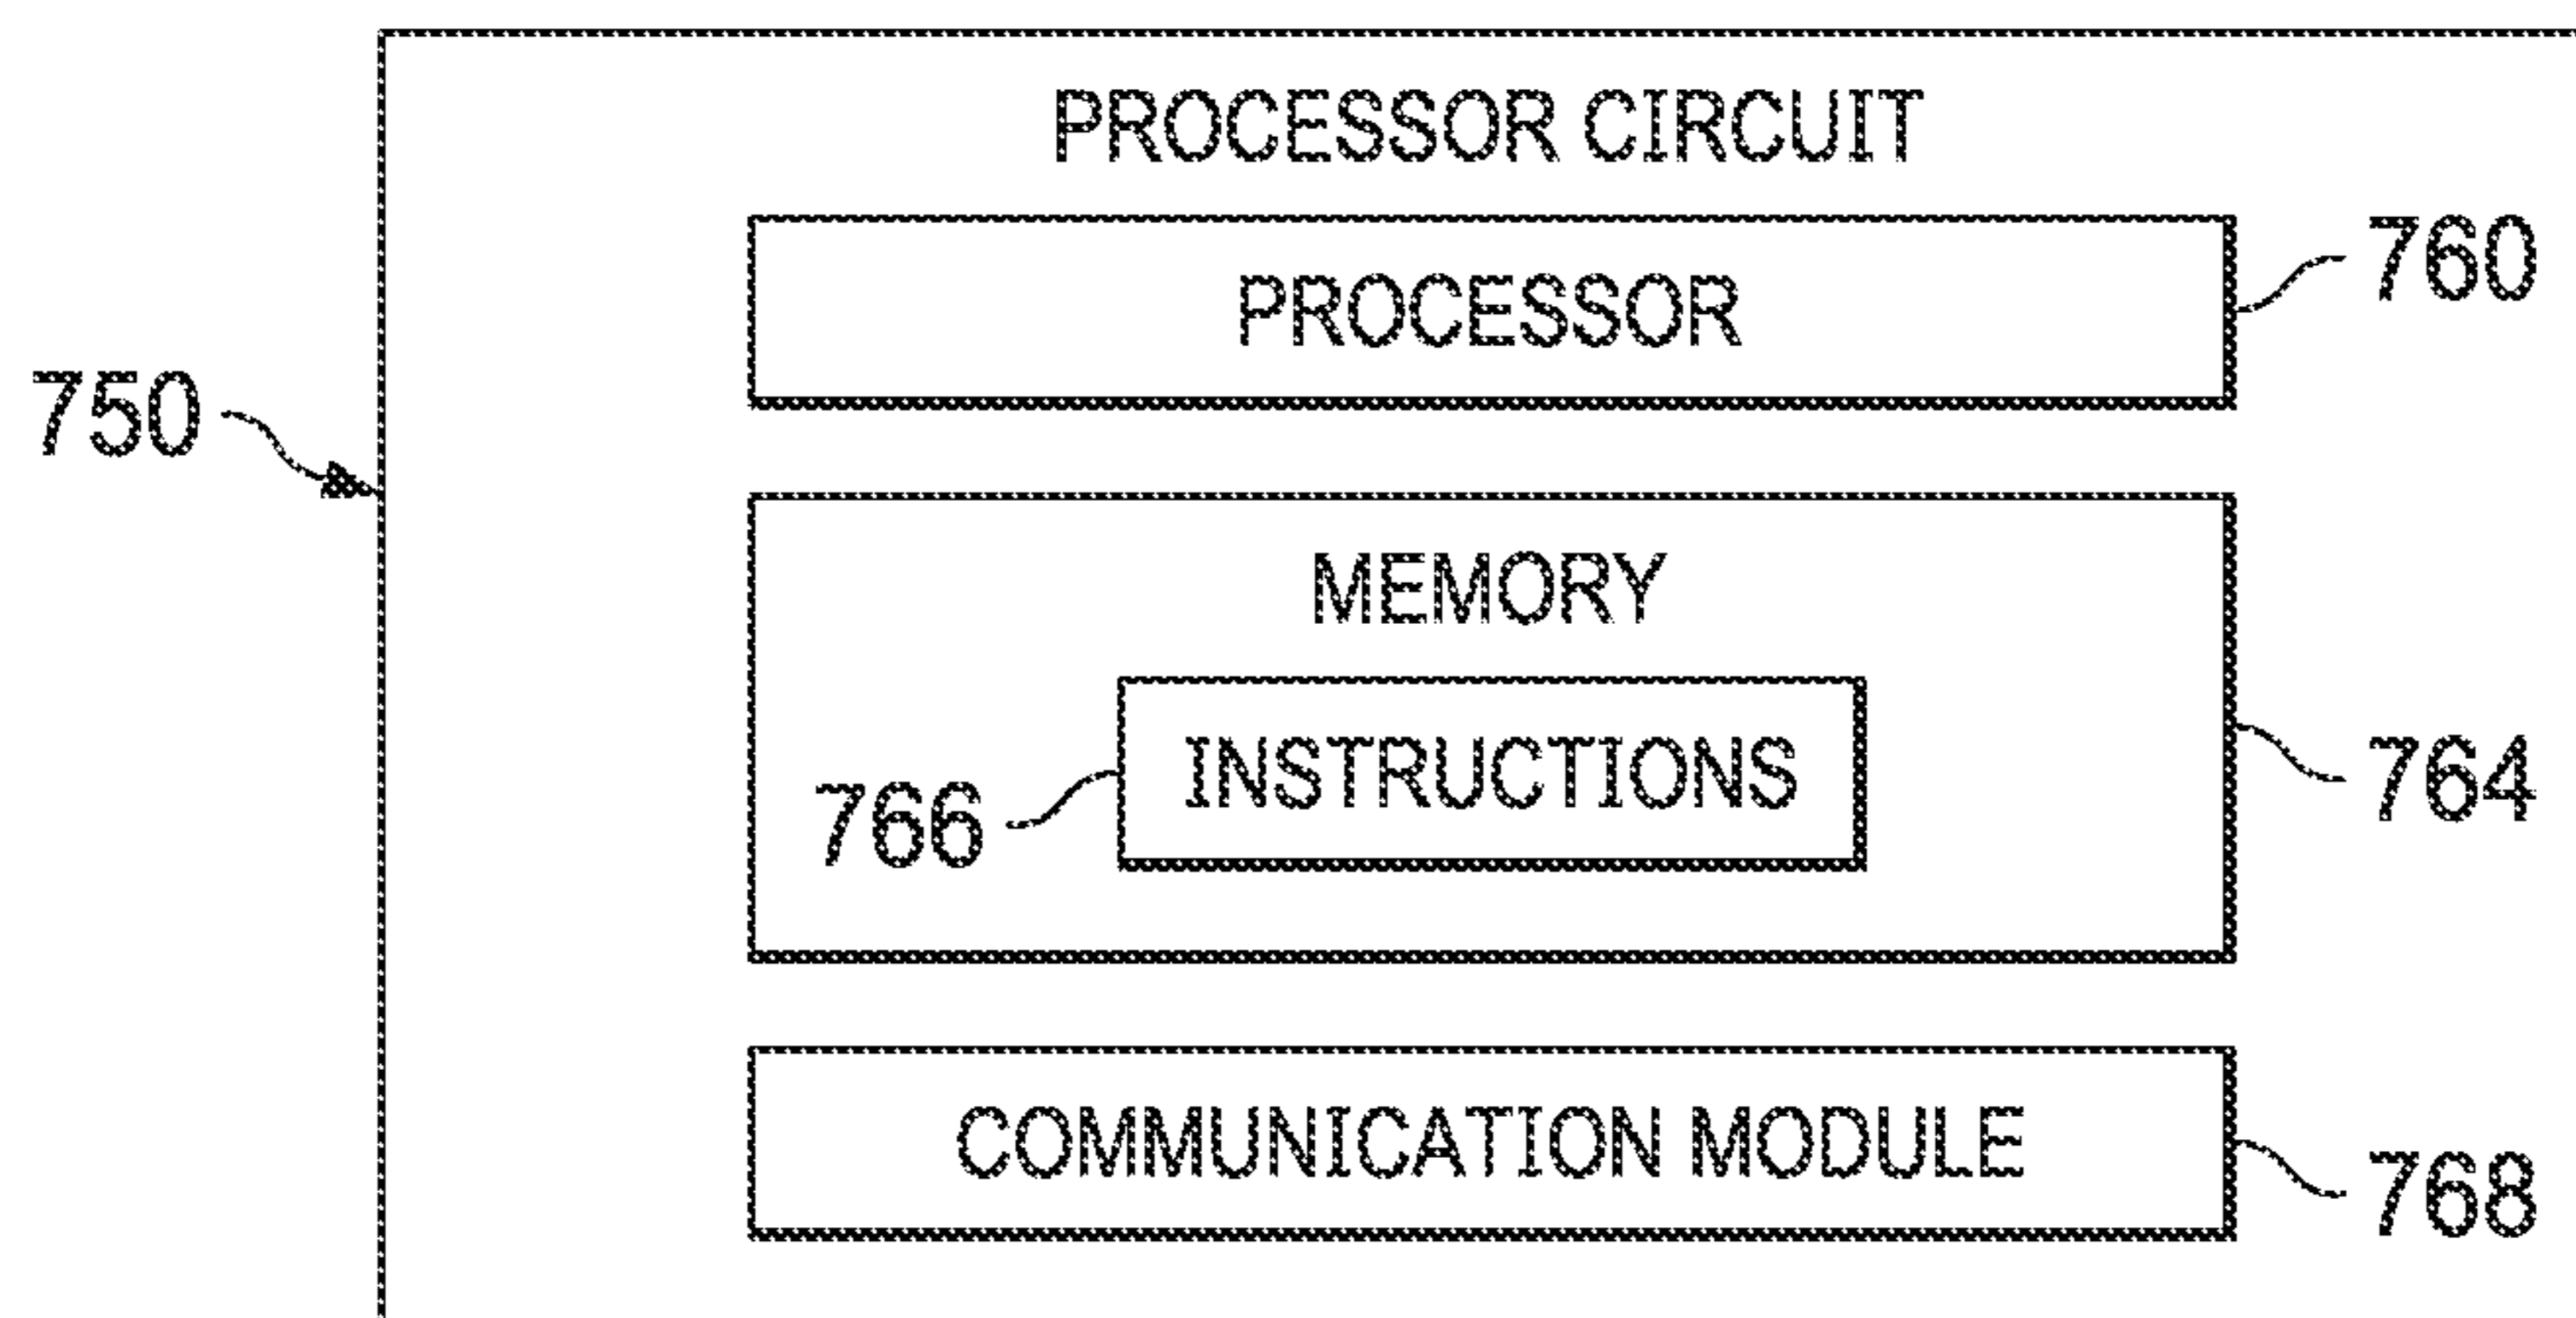 PROCESSOR CIRCUIT
PROCESSOR
760
750
MEMORY
INSTRUCTIONS
766
764
COMMUNICATION MODULE
768